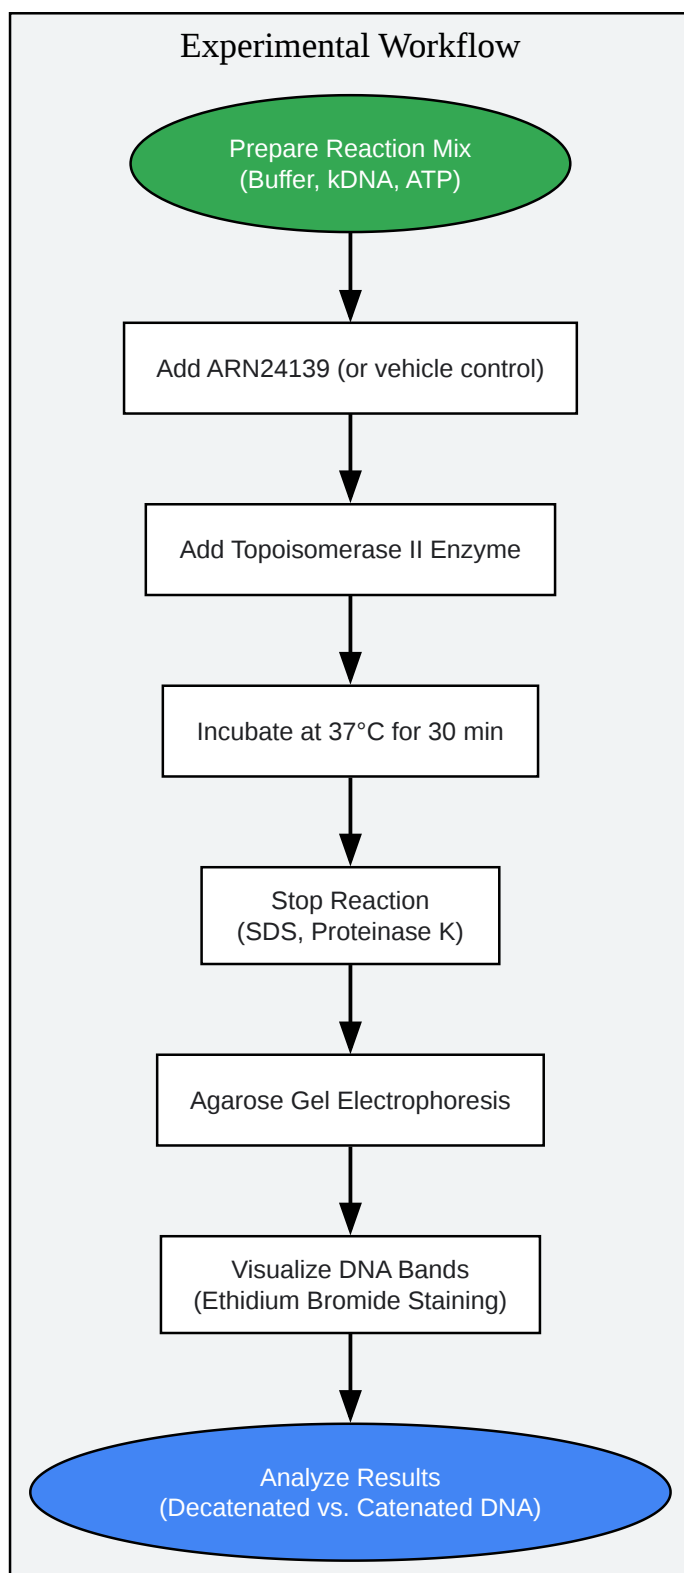 Experimental Workflow
Prepare Reaction Mix
(Buffer, kDNA, ATP)
Add ARN24139 (or vehicle control)
Add Topoisomerase II Enzyme
Incubate at 37°C for 30 min
Stop Reaction
(SDS, Proteinase K)
Agarose Gel Electrophoresis
Visualize DNA Bands
(Ethidium Bromide Staining)
Analyze Results
(Decatenated vs. Catenated DNA)